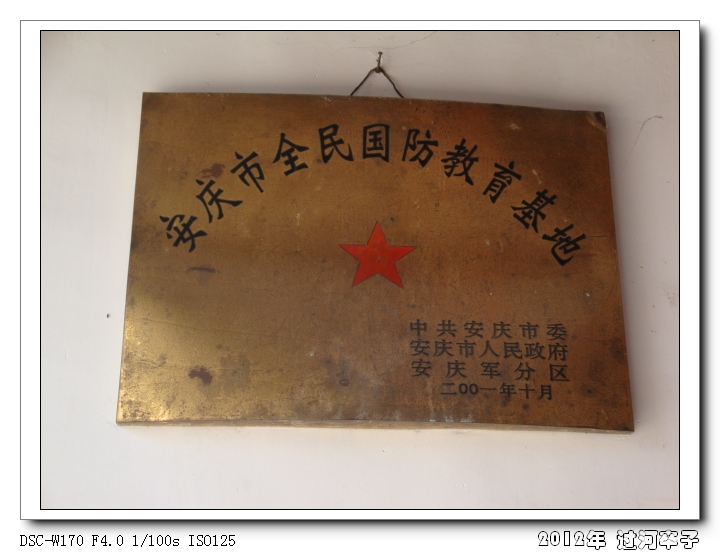 安庆市全民国防教育基地
中共安庆市委
安庆市人民政府
安庆军分区
二00一年十月
DSC-W170 F4.0 1/100s ISO125
2012年 过河卒子